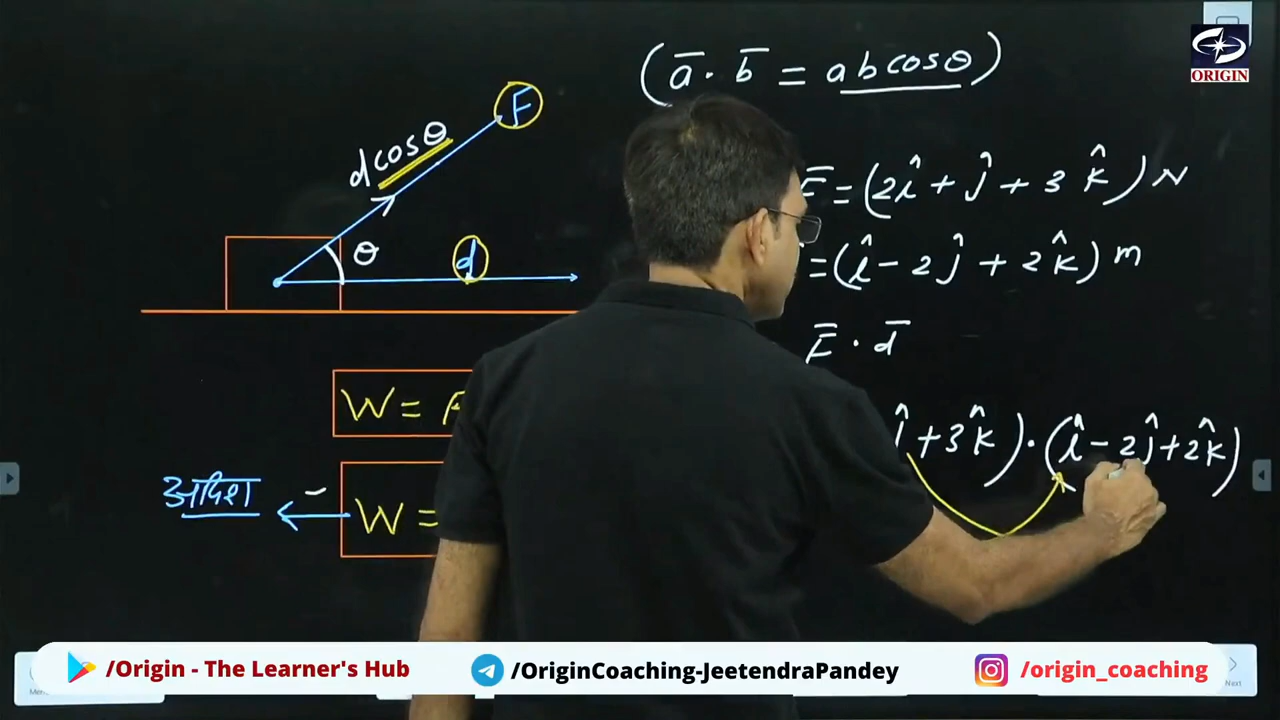 ORIGIN
(a̅ · b̅ = ab cosθ)
F
d cosθ
θ
d
F̅ = (2î + ĵ + 3k̂) N
= (î - 2ĵ + 2k̂) m
F̅ · d̅
W = F
+ 3k̂) · (î - 2ĵ + 2k̂)
अदिश
W =
/Origin - The Learner's Hub
/OriginCoaching-JeetendraPandey
/origin_coaching
Next